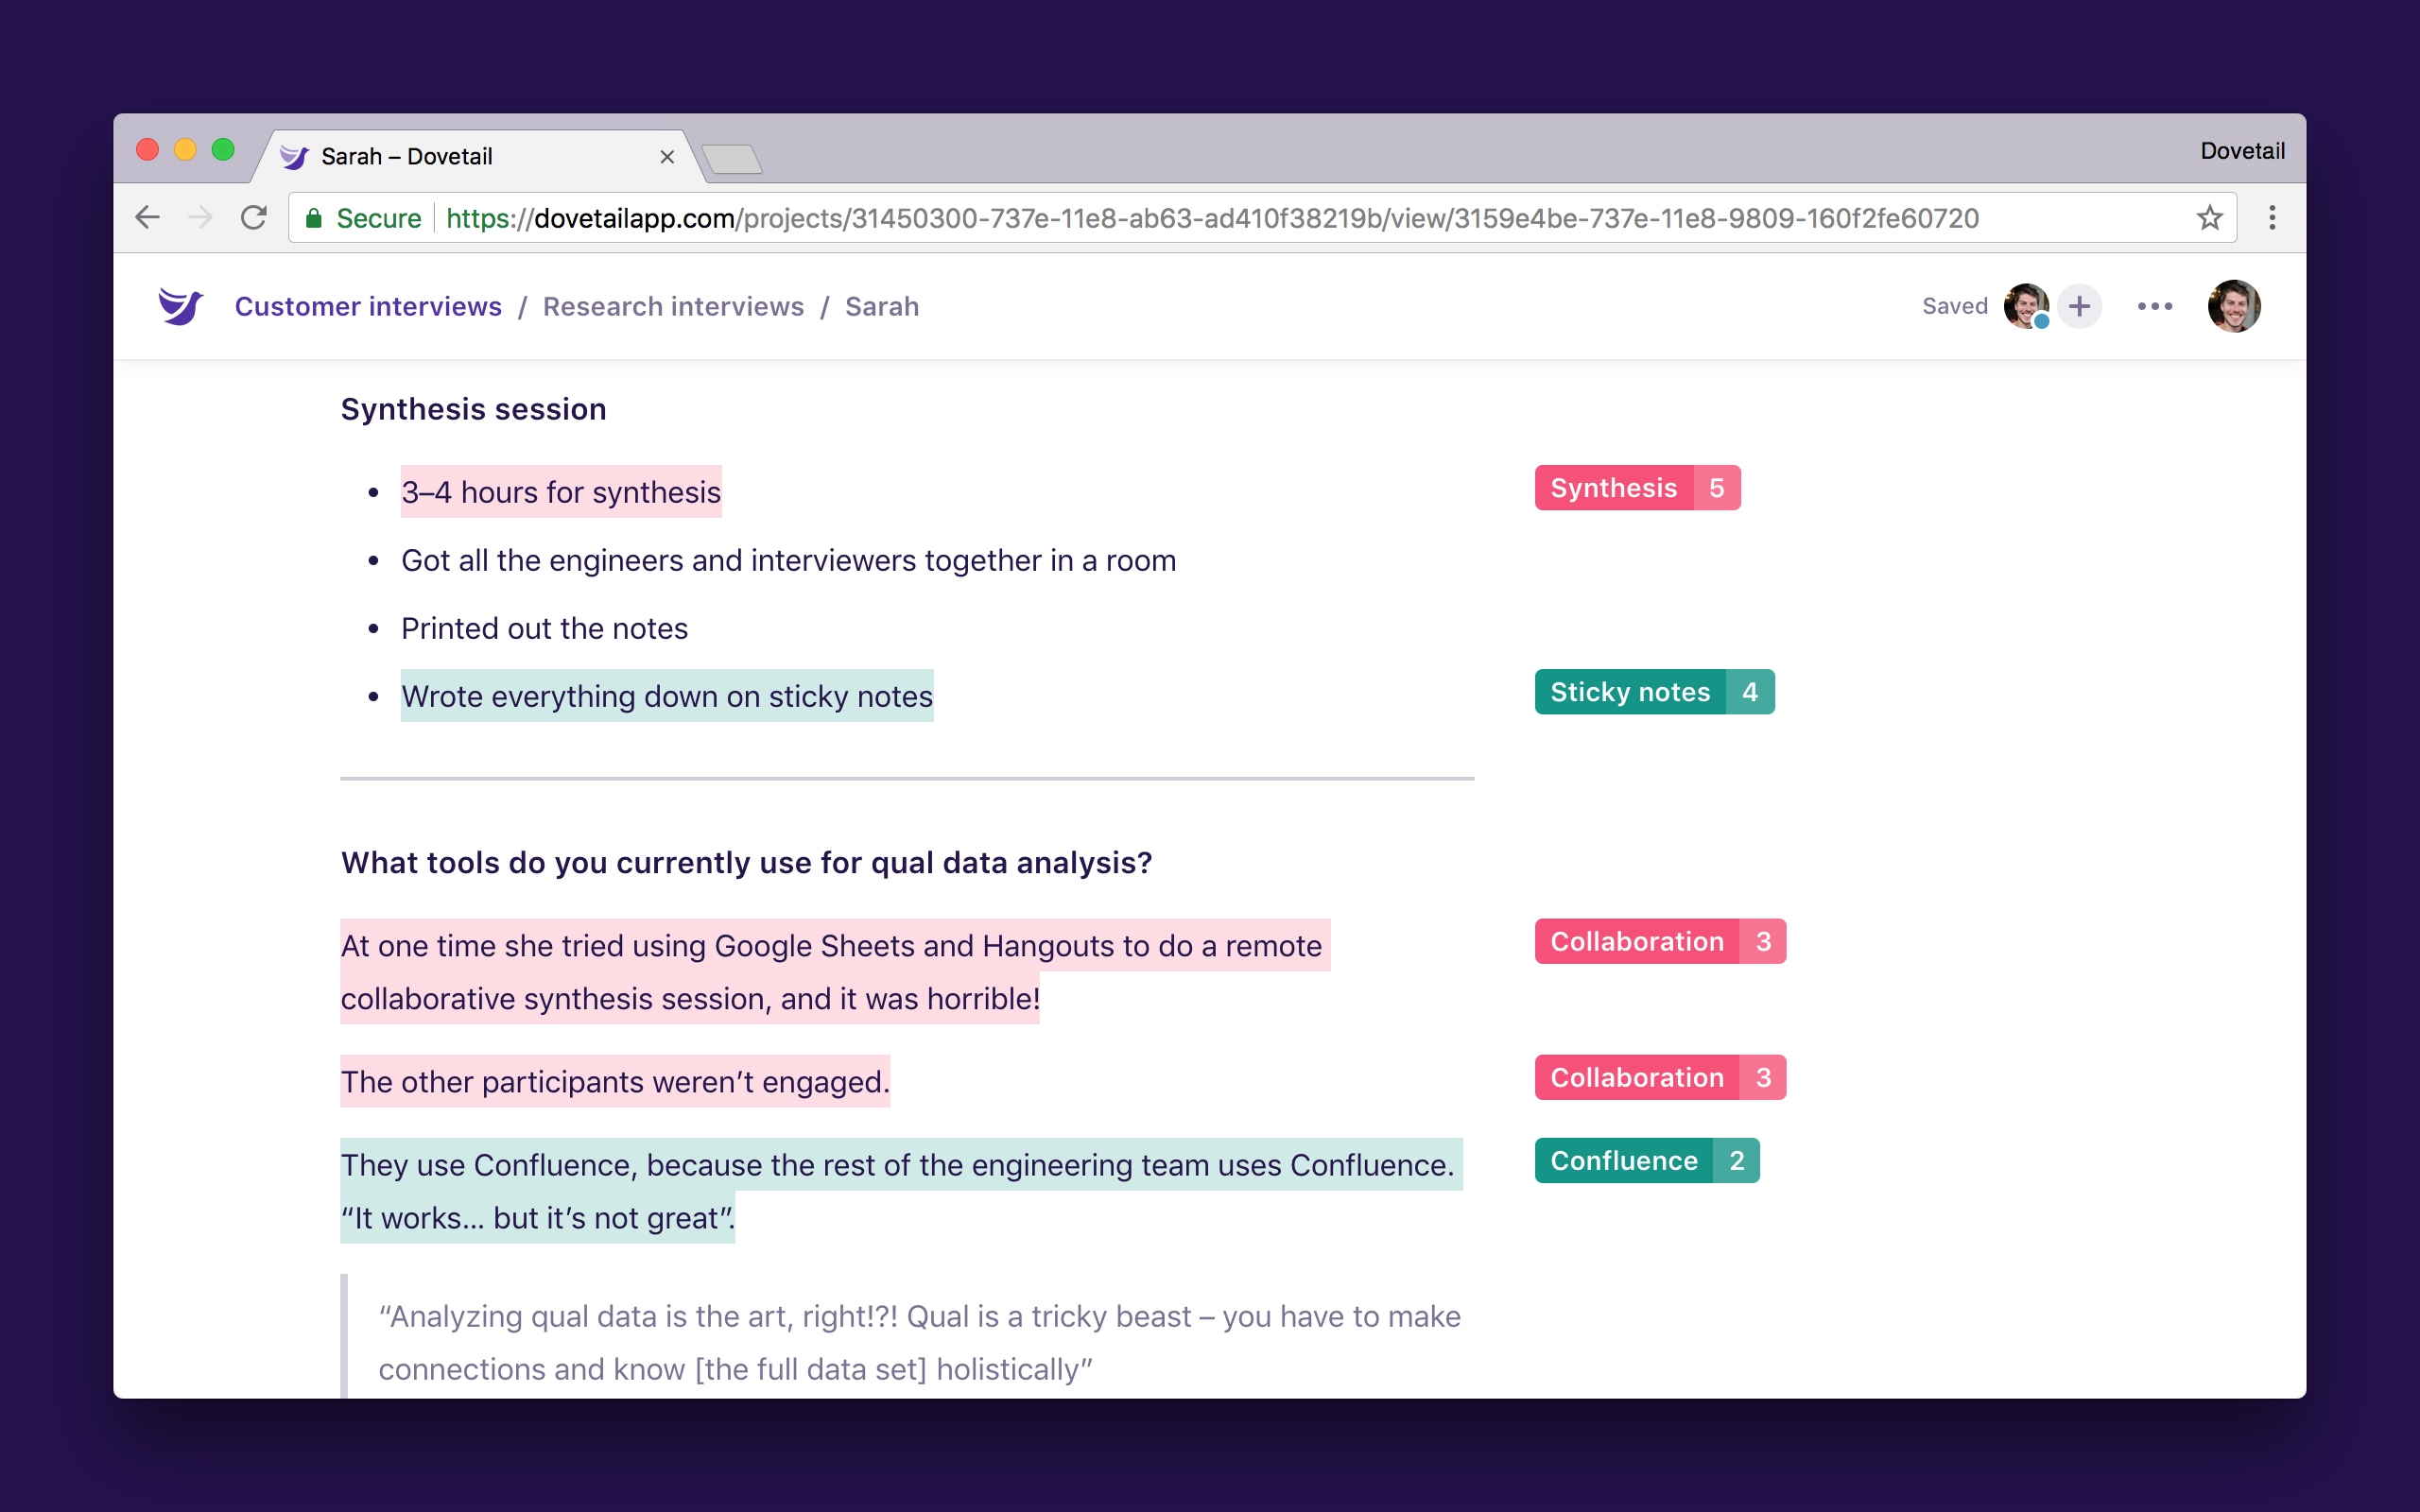 Sarah – Dovetail
Dovetail
Secure https://dovetailapp.com/projects/31450300-737e-11e8-ab63-ad410f38219b/view/3159e4be-737e-11e8-9809-160f2fe60720
Customer interviews / Research interviews / Sarah
Saved
Synthesis session
• 3–4 hours for synthesis
Synthesis 5
• Got all the engineers and interviewers together in a room
• Printed out the notes
• Wrote everything down on sticky notes
Sticky notes 4
What tools do you currently use for qual data analysis?
At one time she tried using Google Sheets and Hangouts to do a remote
Collaboration 3
collaborative synthesis session, and it was horrible!
The other participants weren’t engaged.
Collaboration 3
They use Confluence, because the rest of the engineering team uses Confluence.
Confluence 2
“It works... but it’s not great”.
“Analyzing qual data is the art, right!?! Qual is a tricky beast – you have to make
connections and know [the full data set] holistically”